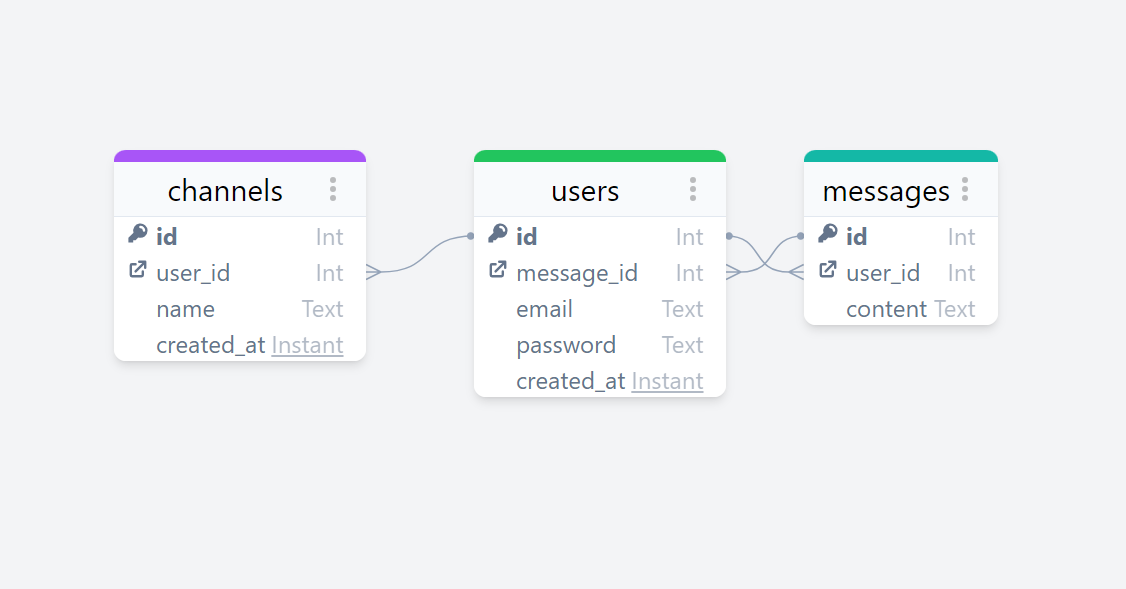 channels
id Int
user_id Int
name Text
created_at Instant
users
id Int
message_id Int
email Text
password Text
created_at Instant
messages
id Int
user_id Int
content Text